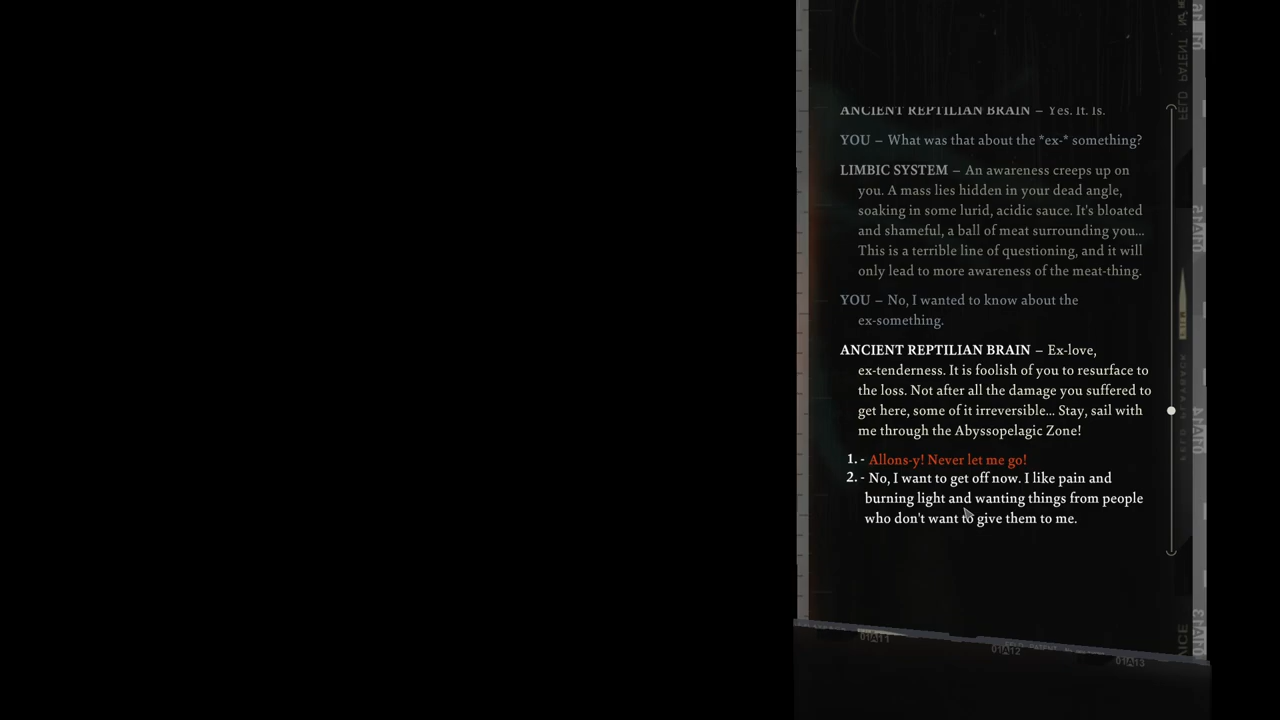 ANCIENT REPTILIAN BRAIN – Yes. It. Is.
YOU – What was that about the *ex-* something?
LIMBIC SYSTEM – An awareness creeps up on
you. A mass lies hidden in your dead angle,
soaking in some lurid, acidic sauce. It's bloated
and shameful, a ball of meat surrounding you...
This is a terrible line of questioning, and it will
only lead to more awareness of the meat-thing.
YOU – No, I wanted to know about the
ex-something.
ANCIENT REPTILIAN BRAIN – Ex-love,
ex-tenderness. It is foolish of you to resurface to
the loss. Not after all the damage you suffered to
get here, some of it irreversible... Stay, sail with
me through the Abyssopelagic Zone!
1. - Allons-y! Never let me go!
2. - No, I want to get off now. I like pain and
burning light and wanting things from people
who don't want to give them to me.